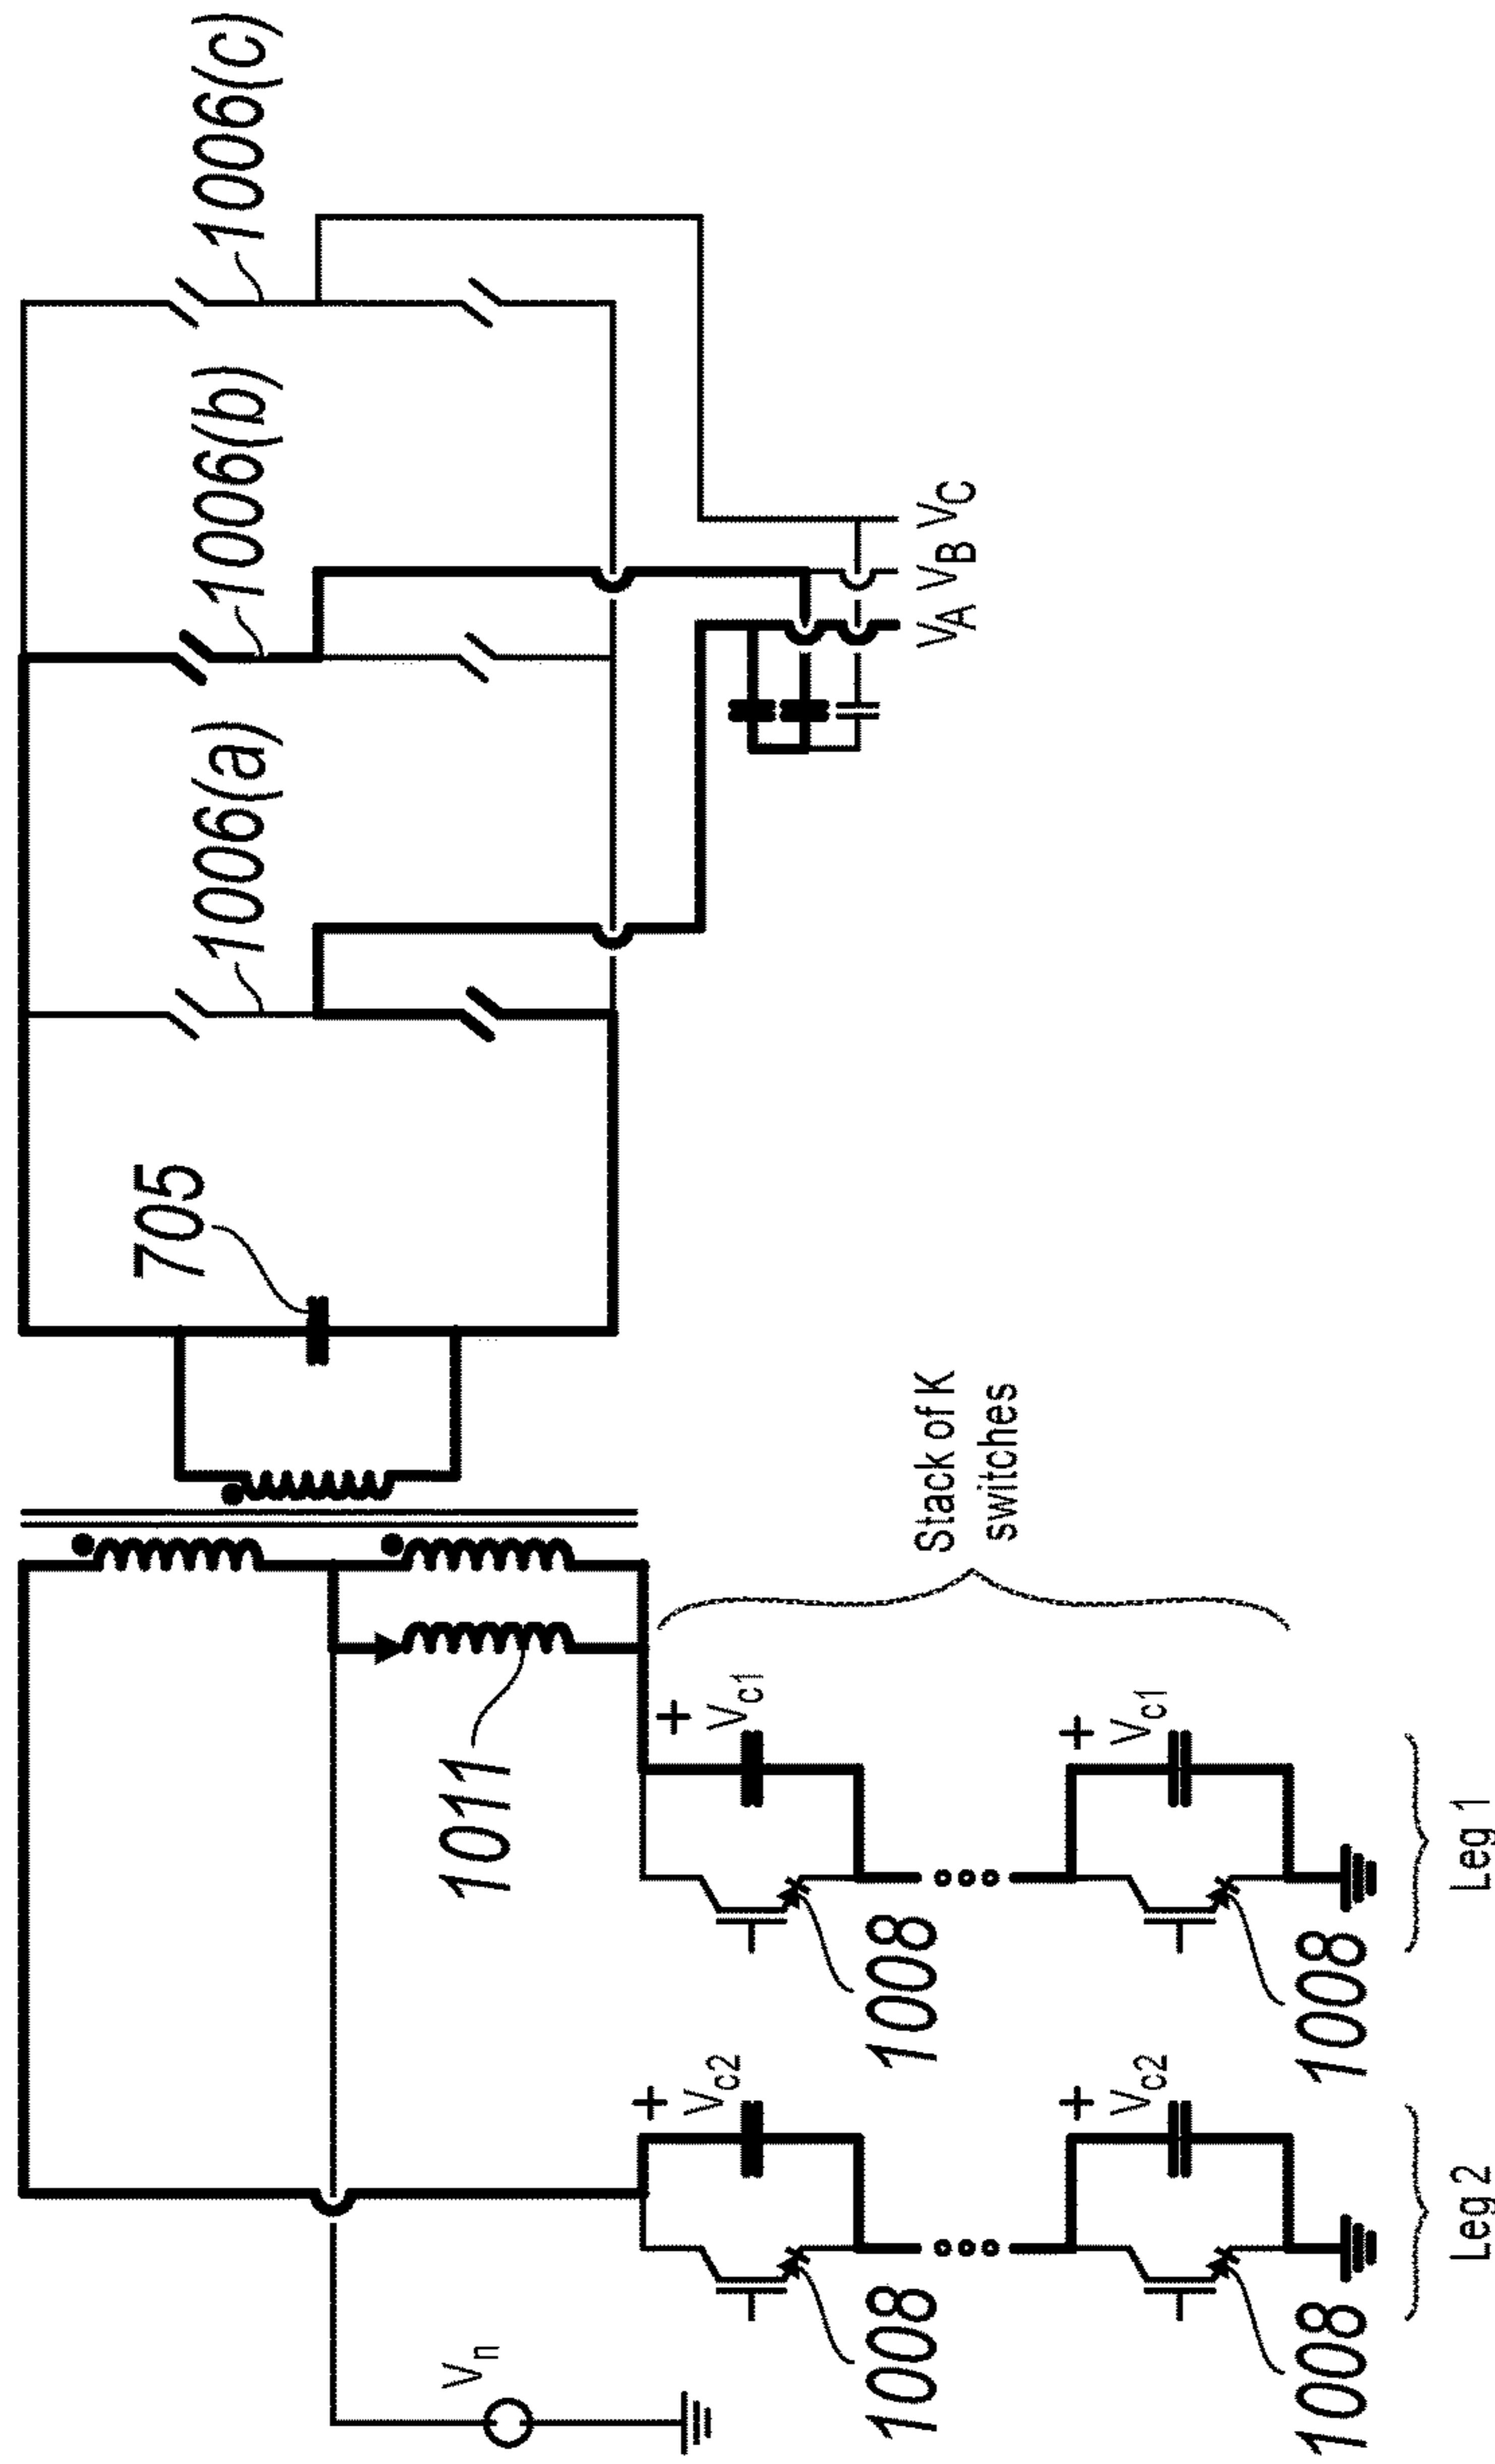 1006(c)
1006(b)
1006(a)
705
VA VB VC
1011
Stack of K
switches
Vn
+
Vc2
+
Vc1
1008
1008
+
Vc2
+
Vc1
1008
1008
Leg 2
Leg 1